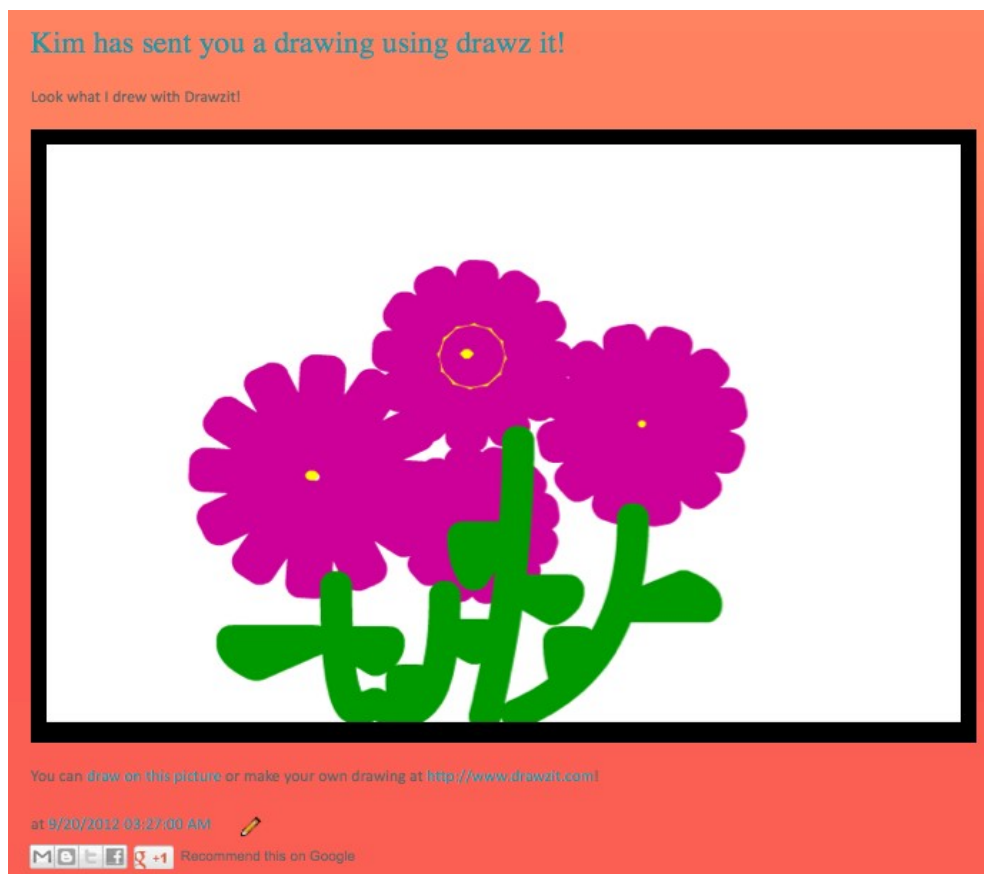 Kim has sent you a drawing using drawz it!
Look what I drew with Drawzit!
You can draw on this picture or make your own drawing at http://www.drawzit.com!
at 9/20/2012 03:27:00 AM
+1 Recommend this on Google